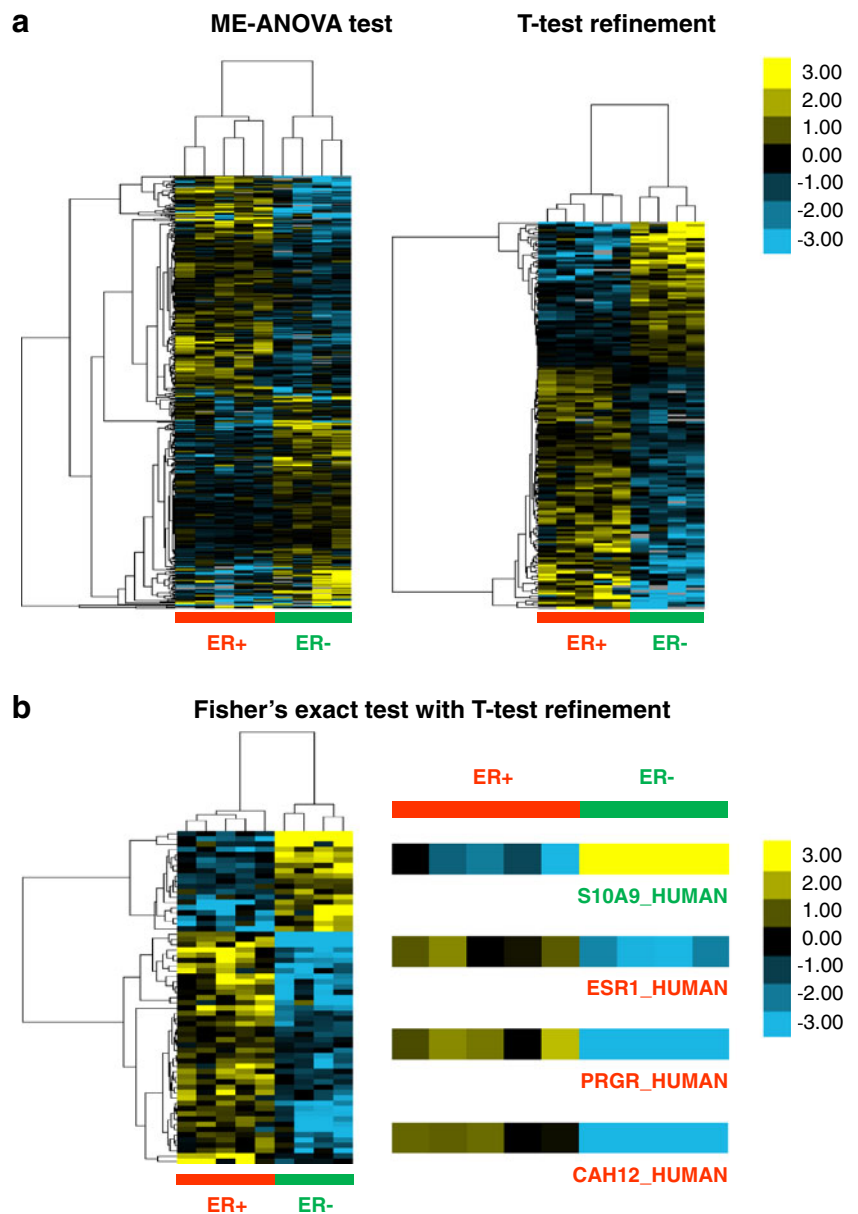 a
ME-ANOVA test
T-test refinement
3.00
2.00
1.00
0.00
-1.00
-2.00
-3.00
ER+
ER-
ER+
ER-
b
Fisher's exact test with T-test refinement
ER+
ER-
S10A9_HUMAN
ESR1_HUMAN
PRGR_HUMAN
CAH12_HUMAN
3.00
2.00
1.00
0.00
-1.00
-2.00
-3.00
ER+
ER-